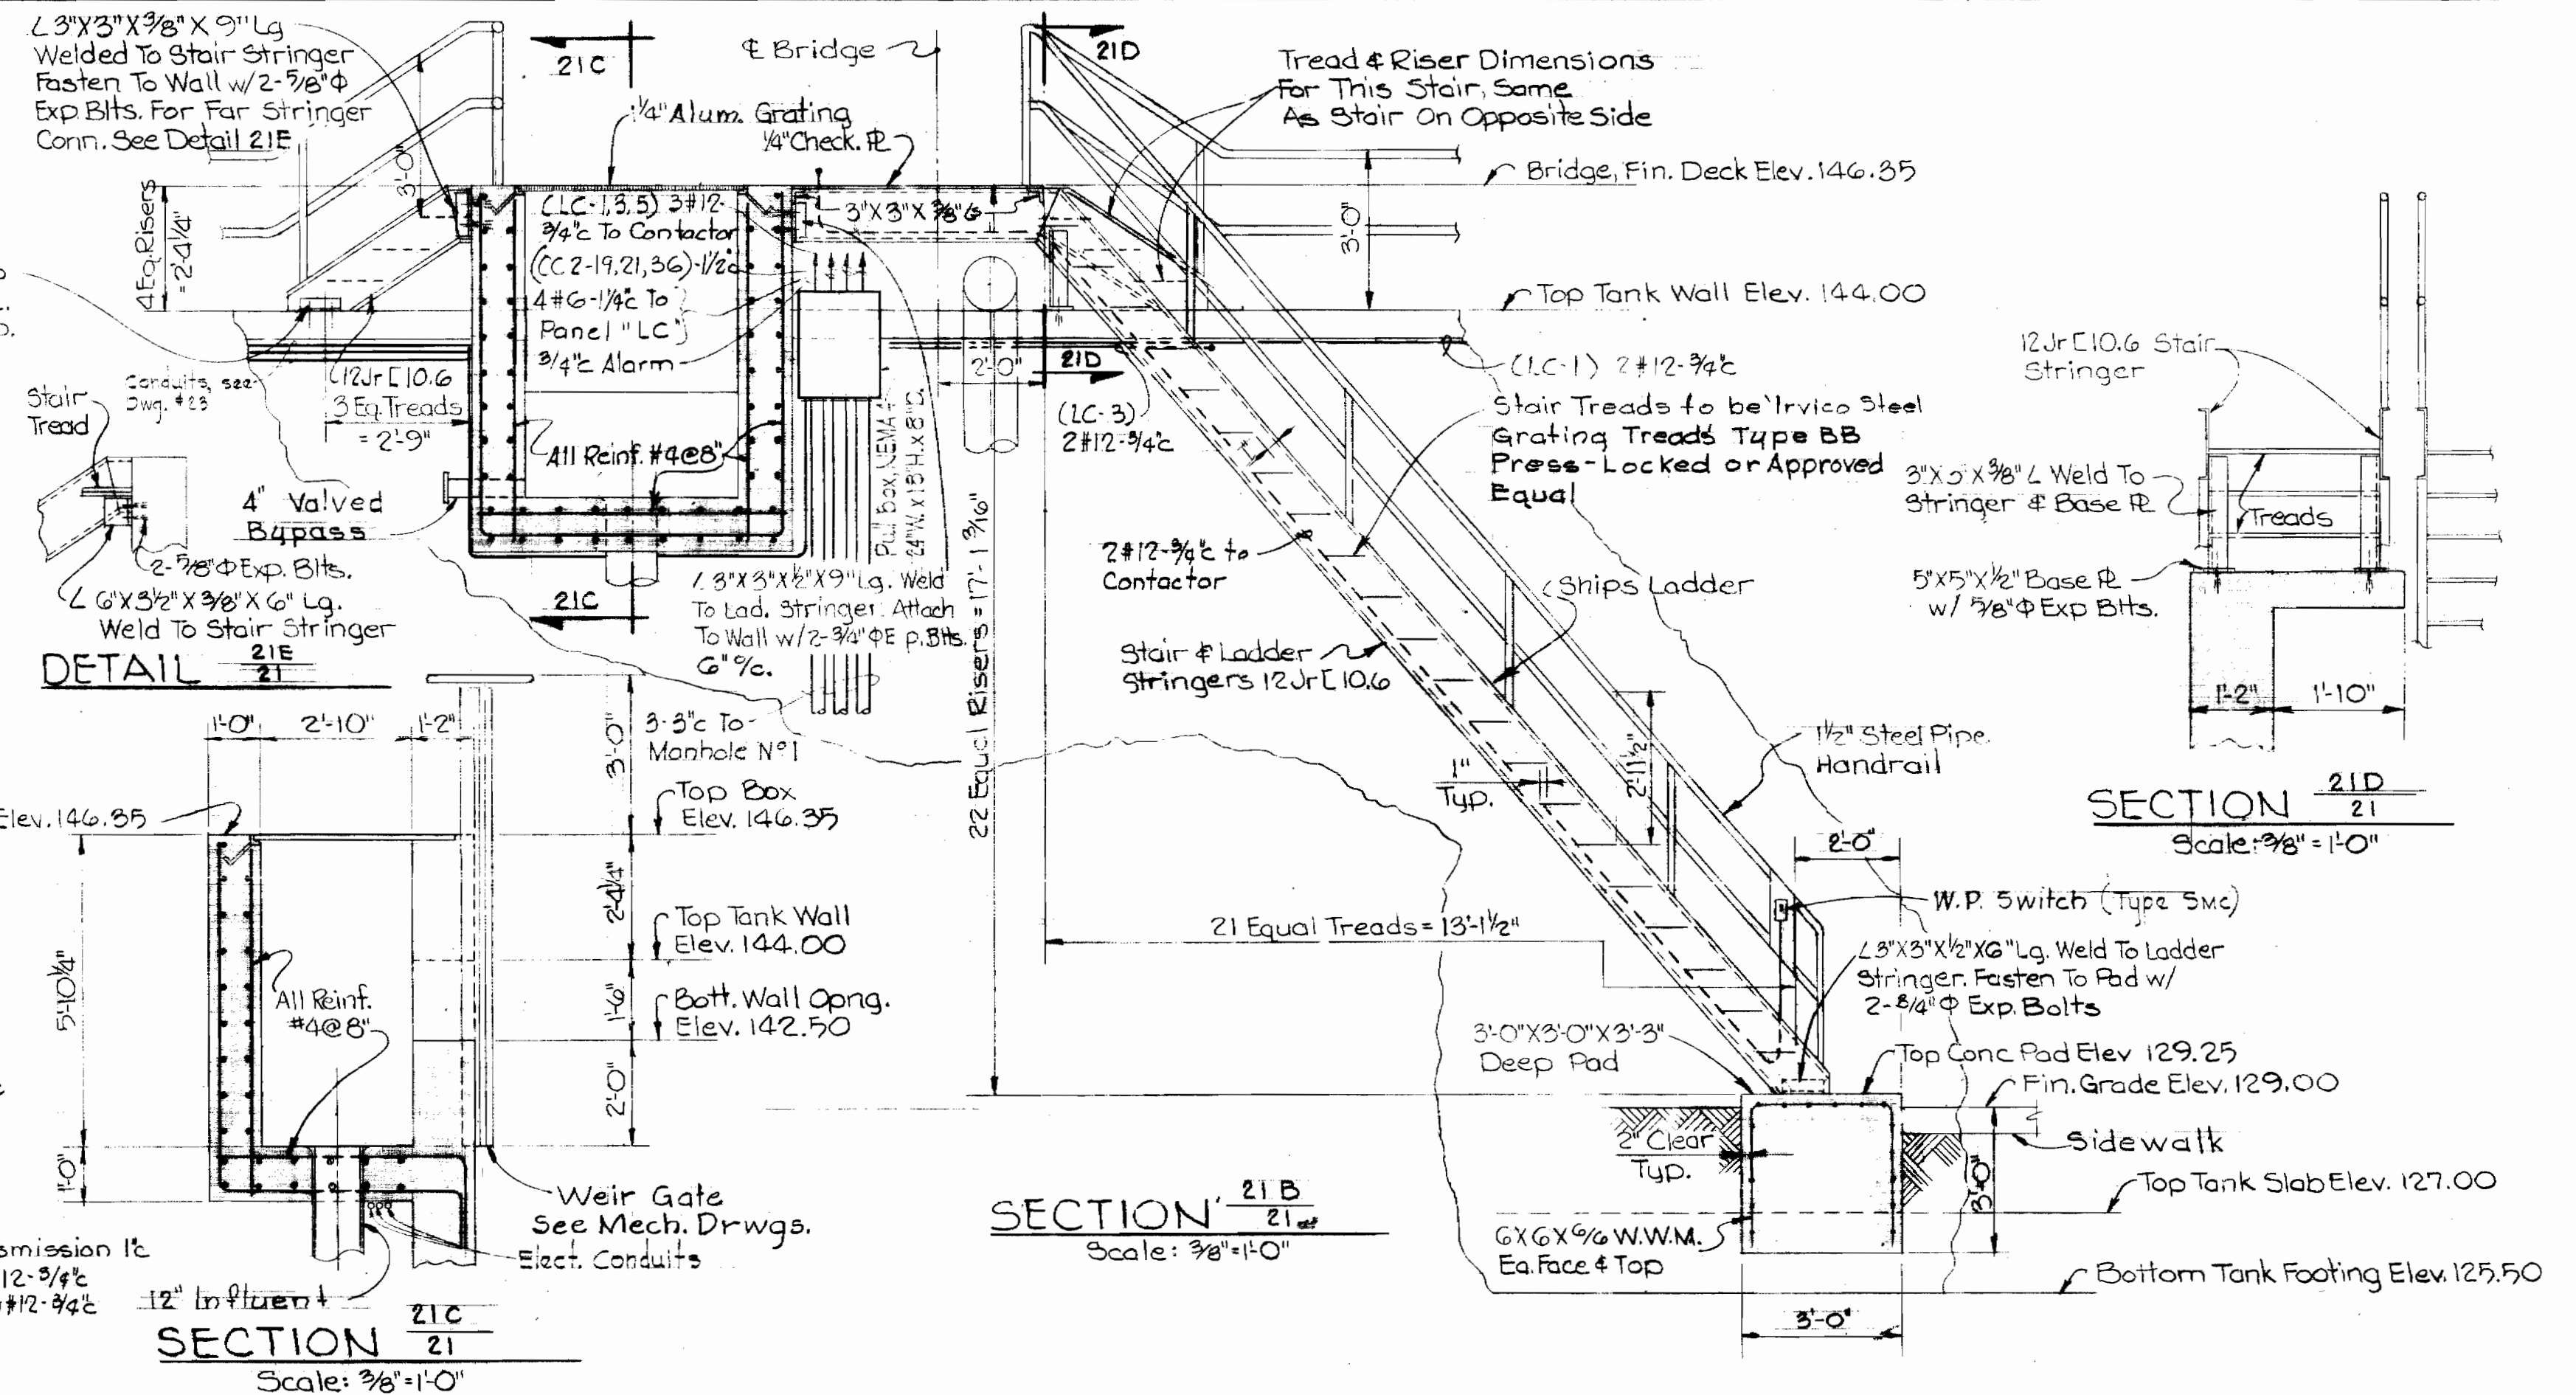 L 3"X3"X3/8" X 9" Lg
Welded To Stair Stringer
Fasten To Wall w/2-5/8"Φ
Exp Blts. For Far Stringer
Conn. See Detail 21E
3'-0"
4 Eq. Risers
= 2'-4 1/4"
21C
℄ Bridge
21D
1/4" Alum. Grating
1/4" Check. PL
Tread & Riser Dimensions
For This Stair, Same
As Stair On Opposite Side
Bridge, Fin. Deck Elev. 146.35
3'-0"
Top Tank Wall Elev. 144.00
(LC-1,3,5) 3#12-
3/4"c To Contactor
(CC2-19,21,36)-1 1/2"c
4#6-1 1/4"c To
Panel "LC"
3/4"c Alarm
3"X3"X3/8" Ls
2'-0"
21D
Conduits, see
Dwg. #23
12Jr [10.6
3 Eq. Treads
= 2'-9"
Stair
Tread
2-5/8"Φ Exp. Blts.
L 6"X3 1/2"X3/8"X6" Lg.
Weld To Stair Stringer
DETAIL 21E/21
All Reinf. #4@8"
4" Valved
Bypass
21C
Pull box, NEMA 4
24"W. x 18"H. x 8"D.
L 3"X3"X1/2"X9" Lg. Weld
To Lad. Stringer. Attach
To Wall w/2-3/4"ΦE p. Blts.
6" o/c.
3-3"c To
Manhole Nº1
22 Equal Risers = 17'-1 3/16"
(LC-3)
2#12-3/4"c
(LC-1) 2#12-3/4"c
Stair Treads to be Irvico Steel
Grating Treads Type BB
Press-Locked or Approved
Equal
2#12-3/4"c to
Contactor
Ships Ladder
Stair & Ladder
Stringers 12Jr[10.6
2'-11 1/2"
1"
Typ.
1 1/2" Steel Pipe
Handrail
2'-0"
21 Equal Treads = 13'-1 1/2"
W.P. Switch (Type SMC)
L3"X3"X1/2"X6" Lg. Weld To Ladder
Stringer. Fasten To Pad w/
2-3/4"Φ Exp. Bolts
3'-0"X3'-0"X3'-3"
Deep Pad
Top Conc Pad Elev 129.25
Fin. Grade Elev. 129.00
2" Clear
Typ.
Sidewalk
3'-0"
Top Tank Slab Elev. 127.00
6X6X6/6 W.W.M.
Ea. Face & Top
Bottom Tank Footing Elev. 125.50
3'-0"
SECTION 21B/21
Scale: 3/8"=1'-0"
12Jr[10.6 Stair
Stringer
3"X3"X3/8" L Weld To
Stringer & Base PL
Treads
5"X5"X1/2" Base PL
w/ 5/8"Φ Exp Blts.
1'-2" 1'-10"
SECTION 21D/21
Scale: 3/8"=1'-0"
1'-0" 2'-10" 1'-2"
3'-0"
Top Box
Elev. 146.35
Elev. 146.35
2'-4 1/4"
Top Tank Wall
Elev. 144.00
5'-10 1/4"
1'-6"
Bott. Wall Opng.
Elev. 142.50
All Reinf.
#4@8"
2'-0"
1'-0"
Weir Gate
See Mech. Drwgs.
Elect. Conduits
smission 1"c
12-3/4"c
#12-3/4"c
12" Influent
SECTION 21C/21
Scale: 3/8"=1'-0"